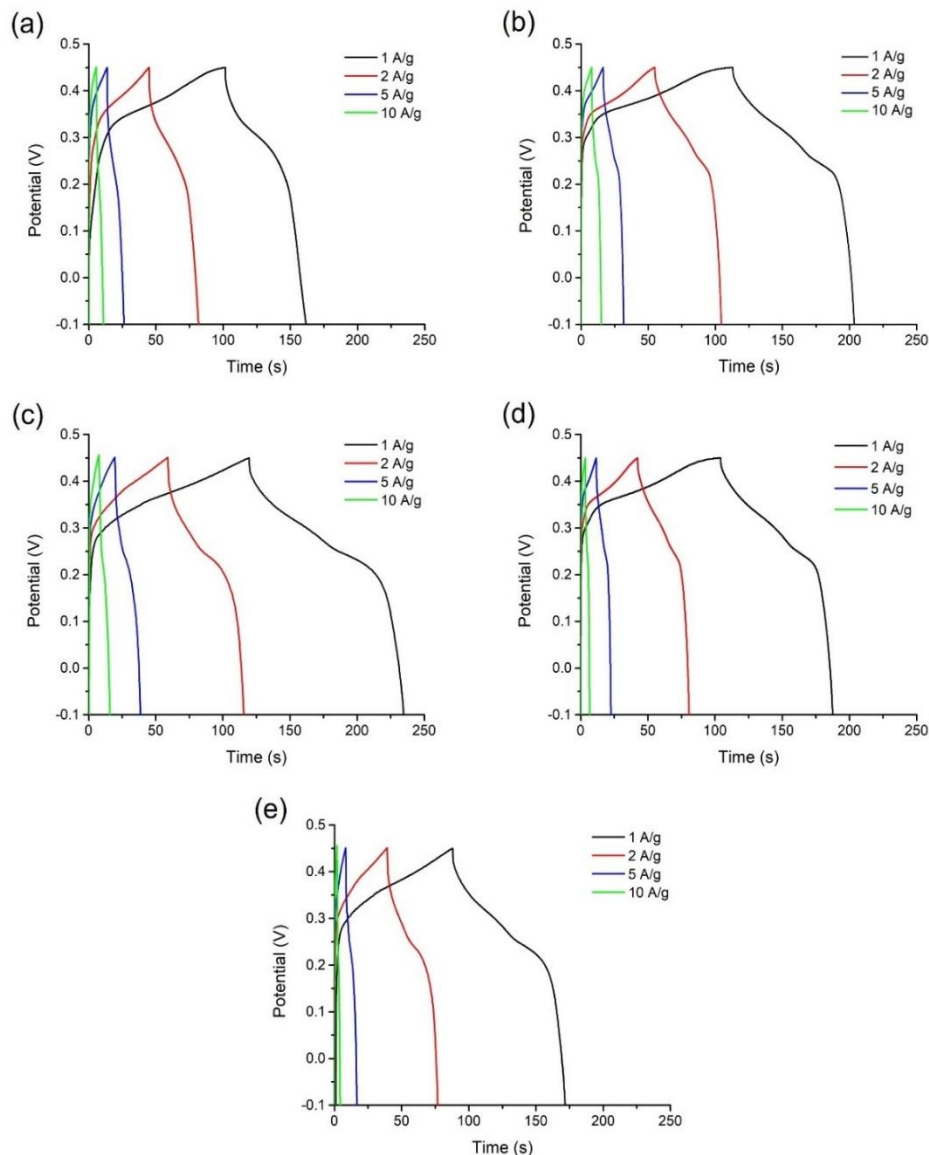 (a)
0.5
0.4
0.3
0.2
0.1
0.0
-0.1
Potential (V)
0 50 100 150 200 250
Time (s)
1 A/g
2 A/g
5 A/g
10 A/g
(b)
0.5
0.4
0.3
0.2
0.1
0.0
-0.1
Potential (V)
0 50 100 150 200 250
Time (s)
1 A/g
2 A/g
5 A/g
10 A/g
(c)
0.5
0.4
0.3
0.2
0.1
0.0
-0.1
Potential (V)
0 50 100 150 200 250
Time (s)
1 A/g
2 A/g
5 A/g
10 A/g
(d)
0.5
0.4
0.3
0.2
0.1
0.0
-0.1
Potential (V)
0 50 100 150 200 250
Time (s)
1 A/g
2 A/g
5 A/g
10 A/g
(e)
0.5
0.4
0.3
0.2
0.1
0.0
-0.1
Potential (V)
0 50 100 150 200 250
Time (s)
1 A/g
2 A/g
5 A/g
10 A/g